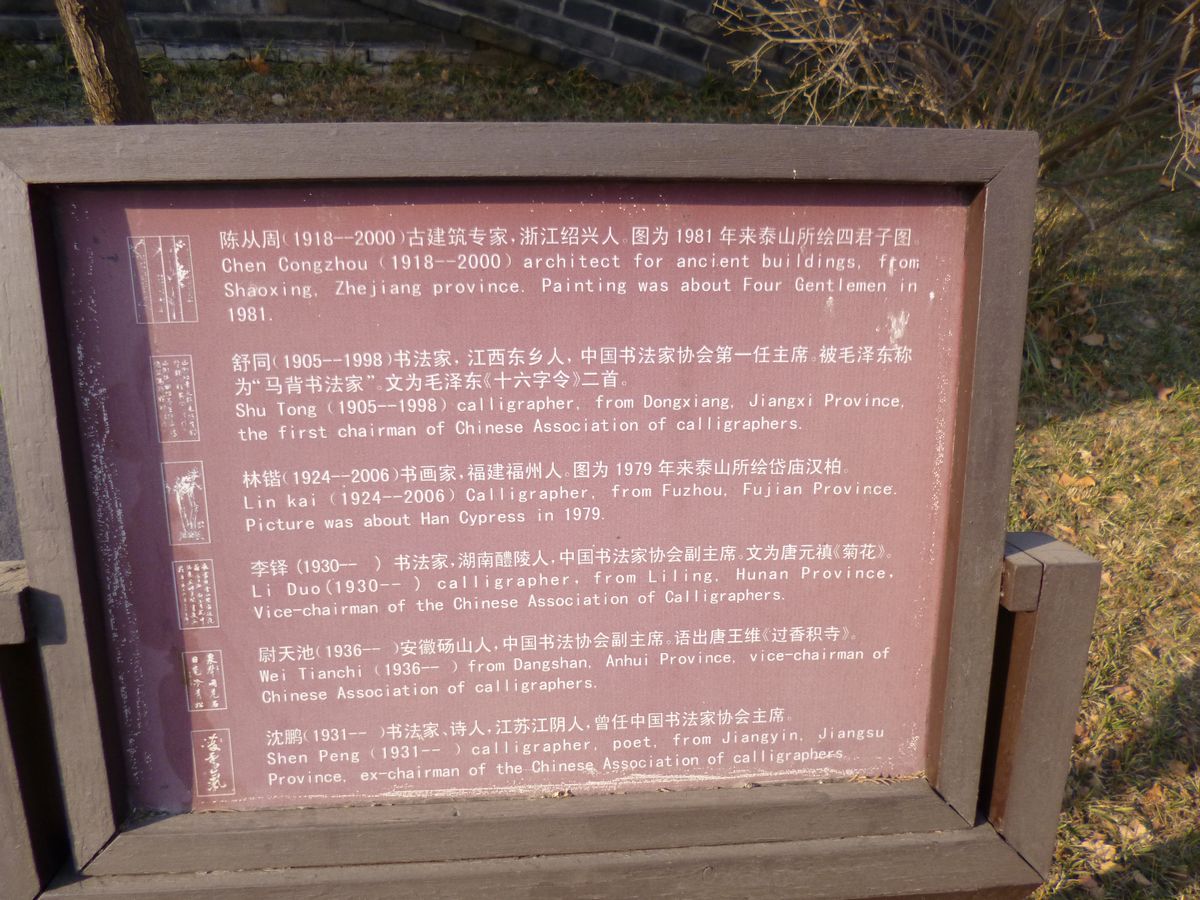 陈从周(1918--2000)古建筑专家,浙江绍兴人。图为1981年来泰山所绘四君子图。
Chen Congzhou (1918--2000) architect for ancient buildings, from
Shaoxing, Zhejiang province. Painting was about Four Gentlemen in
1981.
舒同(1905--1998)书法家,江西东乡人,中国书法家协会第一任主席。被毛泽东称
为“马背书法家”。文为毛泽东《十六字令》二首。
Shu Tong (1905--1998) calligrapher, from Dongxiang, Jiangxi Province,
the first chairman of Chinese Association of calligraphers.
林锴(1924--2006)书画家,福建福州人。图为1979年来泰山所绘岱庙汉柏。
Lin kai (1924--2006) Calligrapher, from Fuzhou, Fujian Province.
Picture was about Han Cypress in 1979.
李铎(1930-- ) 书法家,湖南醴陵人,中国书法家协会副主席。文为唐元稹《菊花》。
Li Duo(1930-- ) calligrapher, from Liling, Hunan Province,
Vice-chairman of the Chinese Association of Calligraphers.
尉天池(1936-- )安徽砀山人,中国书法协会副主席。语出唐王维《过香积寺》。
Wei Tianchi (1936-- ) from Dangshan, Anhui Province, vice-chairman of
Chinese Association of calligraphers.
沈鹏(1931-- )书法家、诗人,江苏江阴人,曾任中国书法家协会主席。
Shen Peng (1931-- ) calligrapher, poet, from Jiangyin, Jiangsu
Province, ex-chairman of the Chinese Association of calligraphers.